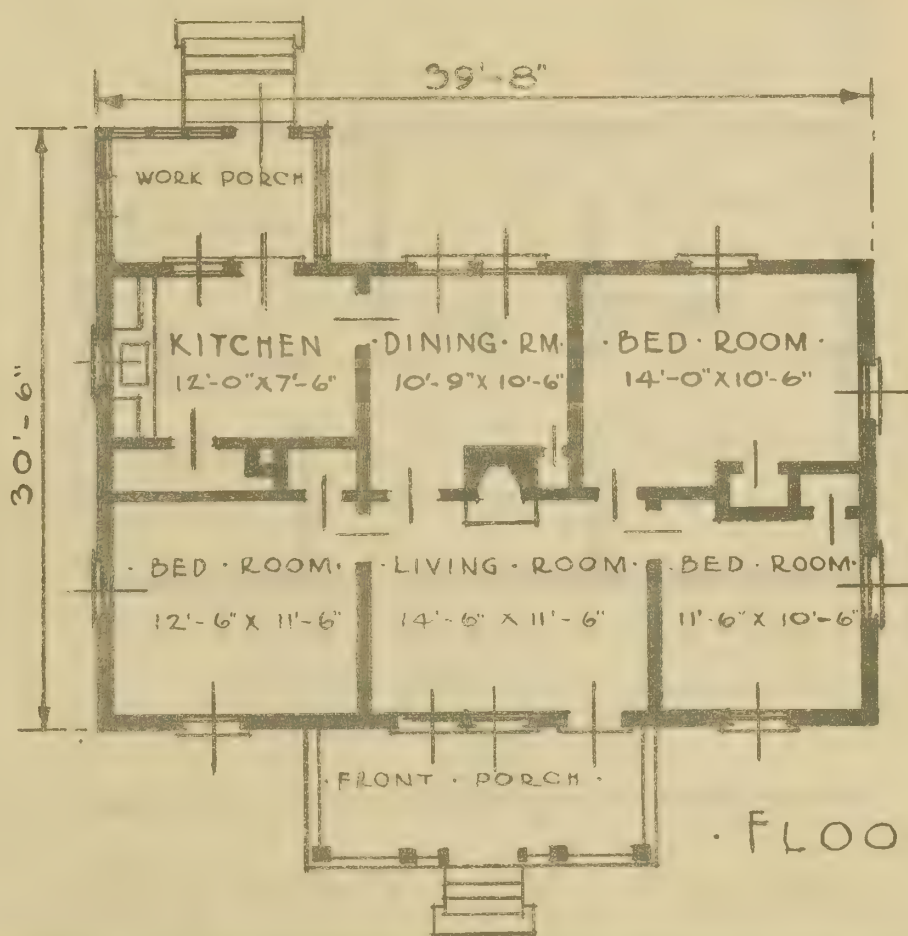 39'-8"
WORK PORCH
30'-6"
KITCHEN
12'-0" X 7'-6"
· DINING · RM ·
10'-9" X 10'-6"
· BED · ROOM ·
14'-0" X 10'-6"
· BED · ROOM ·
12'-6" X 11'-6"
· LIVING · ROOM ·
14'-6" X 11'-6"
· BED · ROOM ·
11'-6" X 10'-6"
· FRONT · PORCH ·
· FLOO